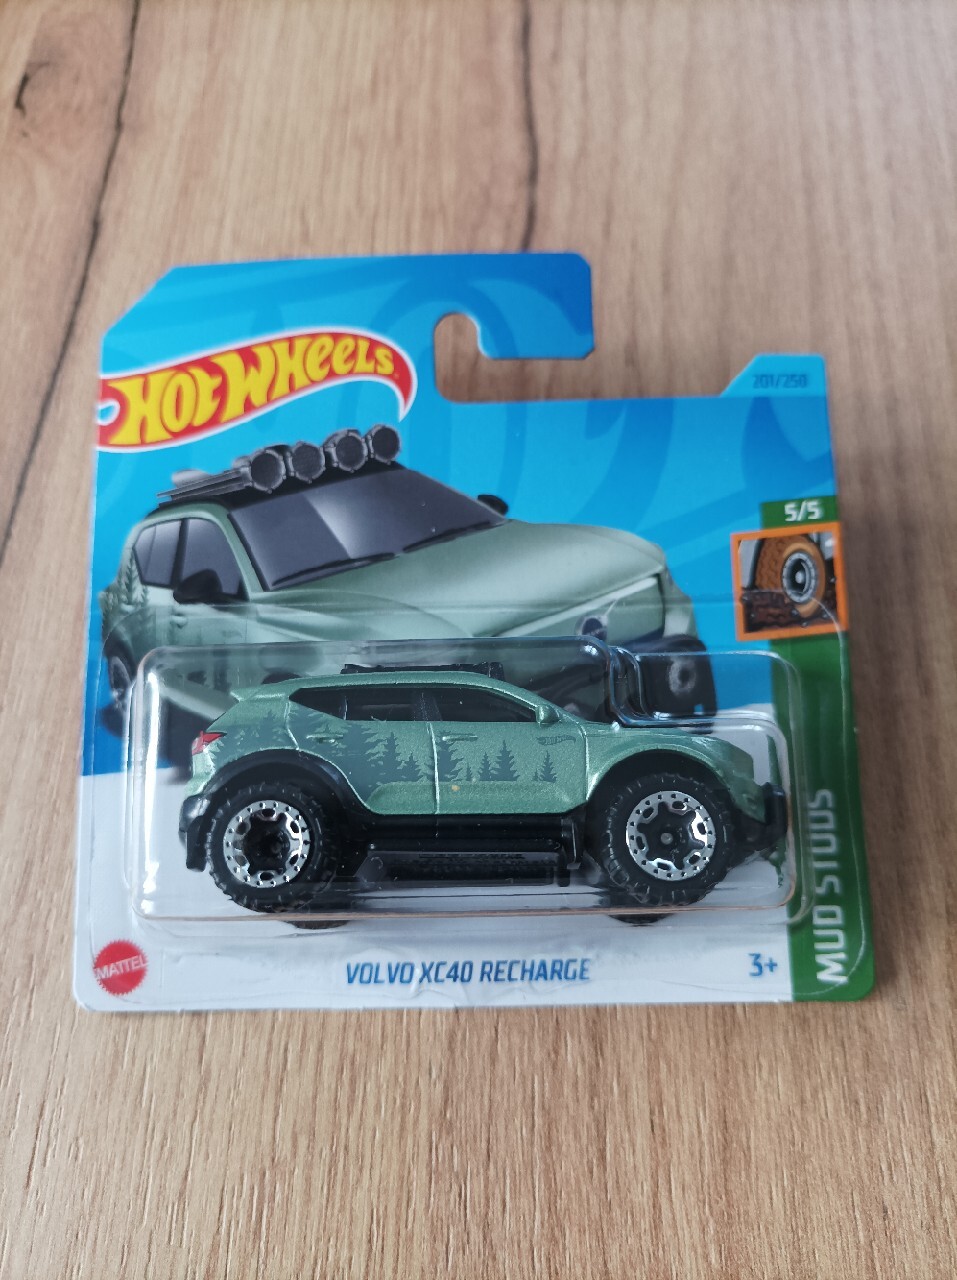 HOT WHEELS
201/250
5/5
MUD STUDS
MATTEL
VOLVO XC40 RECHARGE
3+